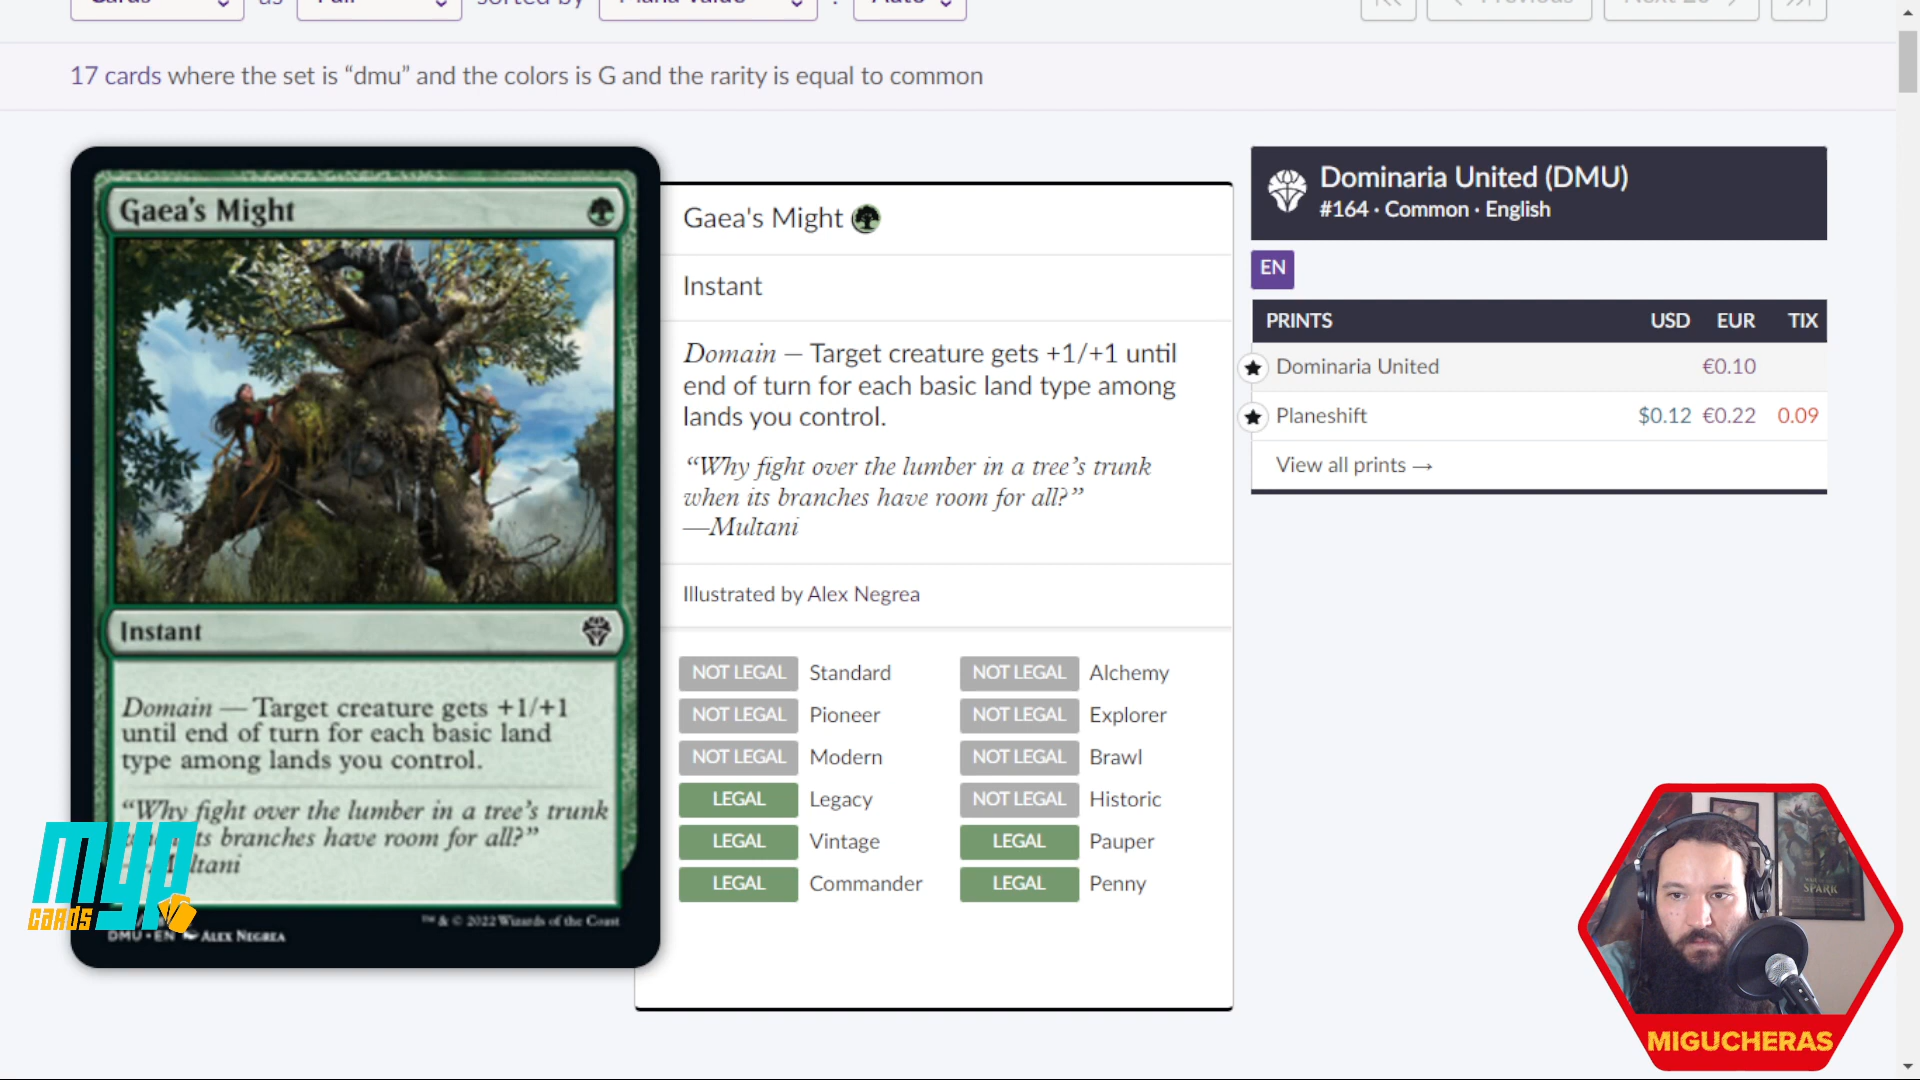 17 cards where the set is “dmu” and the colors is G and the rarity is equal to common
Gaea's Might
Instant
Domain — Target creature gets +1/+1
until end of turn for each basic land
type among lands you control.
“Why fight over the lumber in a tree’s trunk
its branches have room for all?”
™ & © 2022 Wizards of the Coast
DMU • EN ALEX NEGREA
myp
cards
Gaea's Might
Instant
Domain — Target creature gets +1/+1 until
end of turn for each basic land type among
lands you control.
“Why fight over the lumber in a tree’s trunk
when its branches have room for all?”
—Multani
Illustrated by Alex Negrea
NOT LEGAL Standard NOT LEGAL Alchemy
NOT LEGAL Pioneer NOT LEGAL Explorer
NOT LEGAL Modern NOT LEGAL Brawl
LEGAL Legacy NOT LEGAL Historic
LEGAL Vintage LEGAL Pauper
LEGAL Commander LEGAL Penny
Dominaria United (DMU)
#164 · Common · English
EN
PRINTS USD EUR TIX
Dominaria United €0.10
Planeshift $0.12 €0.22 0.09
View all prints →
SPARK
MIGUCHERAS